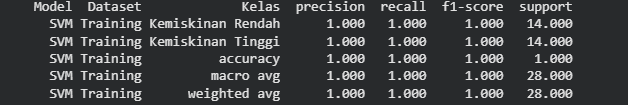 Model Dataset Kelas precision recall f1-score support
SVM Training Kemiskinan Rendah 1.000 1.000 1.000 14.000
SVM Training Kemiskinan Tinggi 1.000 1.000 1.000 14.000
SVM Training accuracy 1.000 1.000 1.000 1.000
SVM Training macro avg 1.000 1.000 1.000 28.000
SVM Training weighted avg 1.000 1.000 1.000 28.000